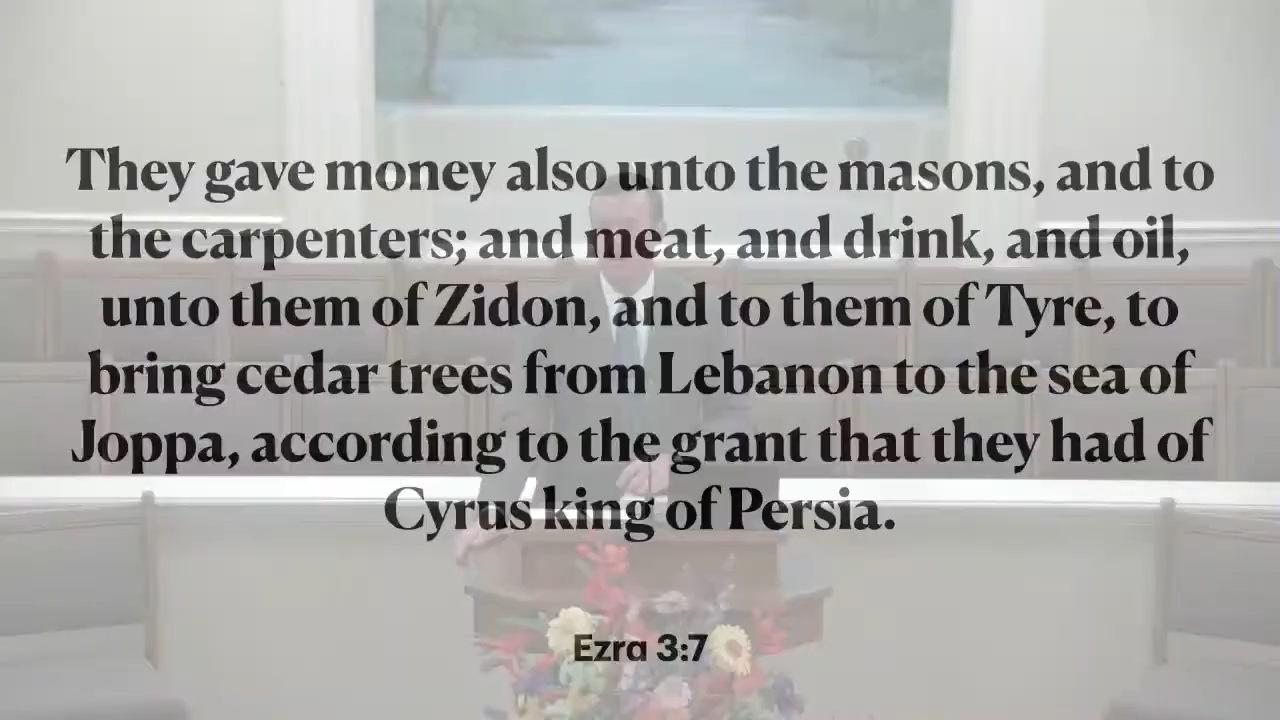 They gave money also unto the masons, and to
the carpenters; and meat, and drink, and oil,
unto them of Zidon, and to them of Tyre, to
bring cedar trees from Lebanon to the sea of
Joppa, according to the grant that they had of
Cyrus king of Persia.
Ezra 3:7